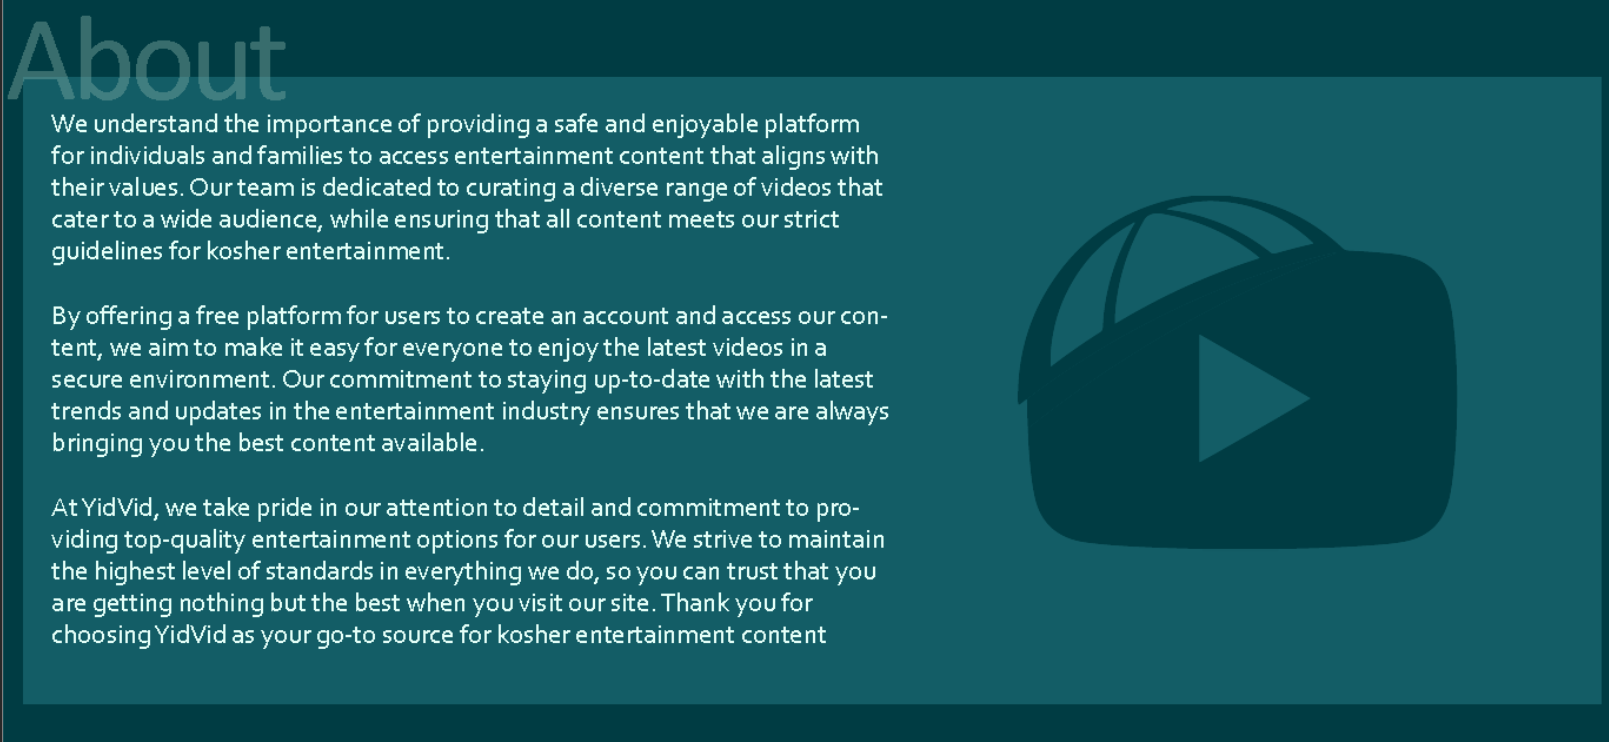 About
We understand the importance of providing a safe and enjoyable platform
for individuals and families to access entertainment content that aligns with
their values. Our team is dedicated to curating a diverse range of videos that
cater to a wide audience, while ensuring that all content meets our strict
guidelines for kosher entertainment.
By offering a free platform for users to create an account and access our con-
tent, we aim to make it easy for everyone to enjoy the latest videos in a
secure environment. Our commitment to staying up-to-date with the latest
trends and updates in the entertainment industry ensures that we are always
bringing you the best content available.
At YidVid, we take pride in our attention to detail and commitment to pro-
viding top-quality entertainment options for our users. We strive to maintain
the highest level of standards in everything we do, so you can trust that you
are getting nothing but the best when you visit our site. Thank you for
choosing YidVid as your go-to source for kosher entertainment content